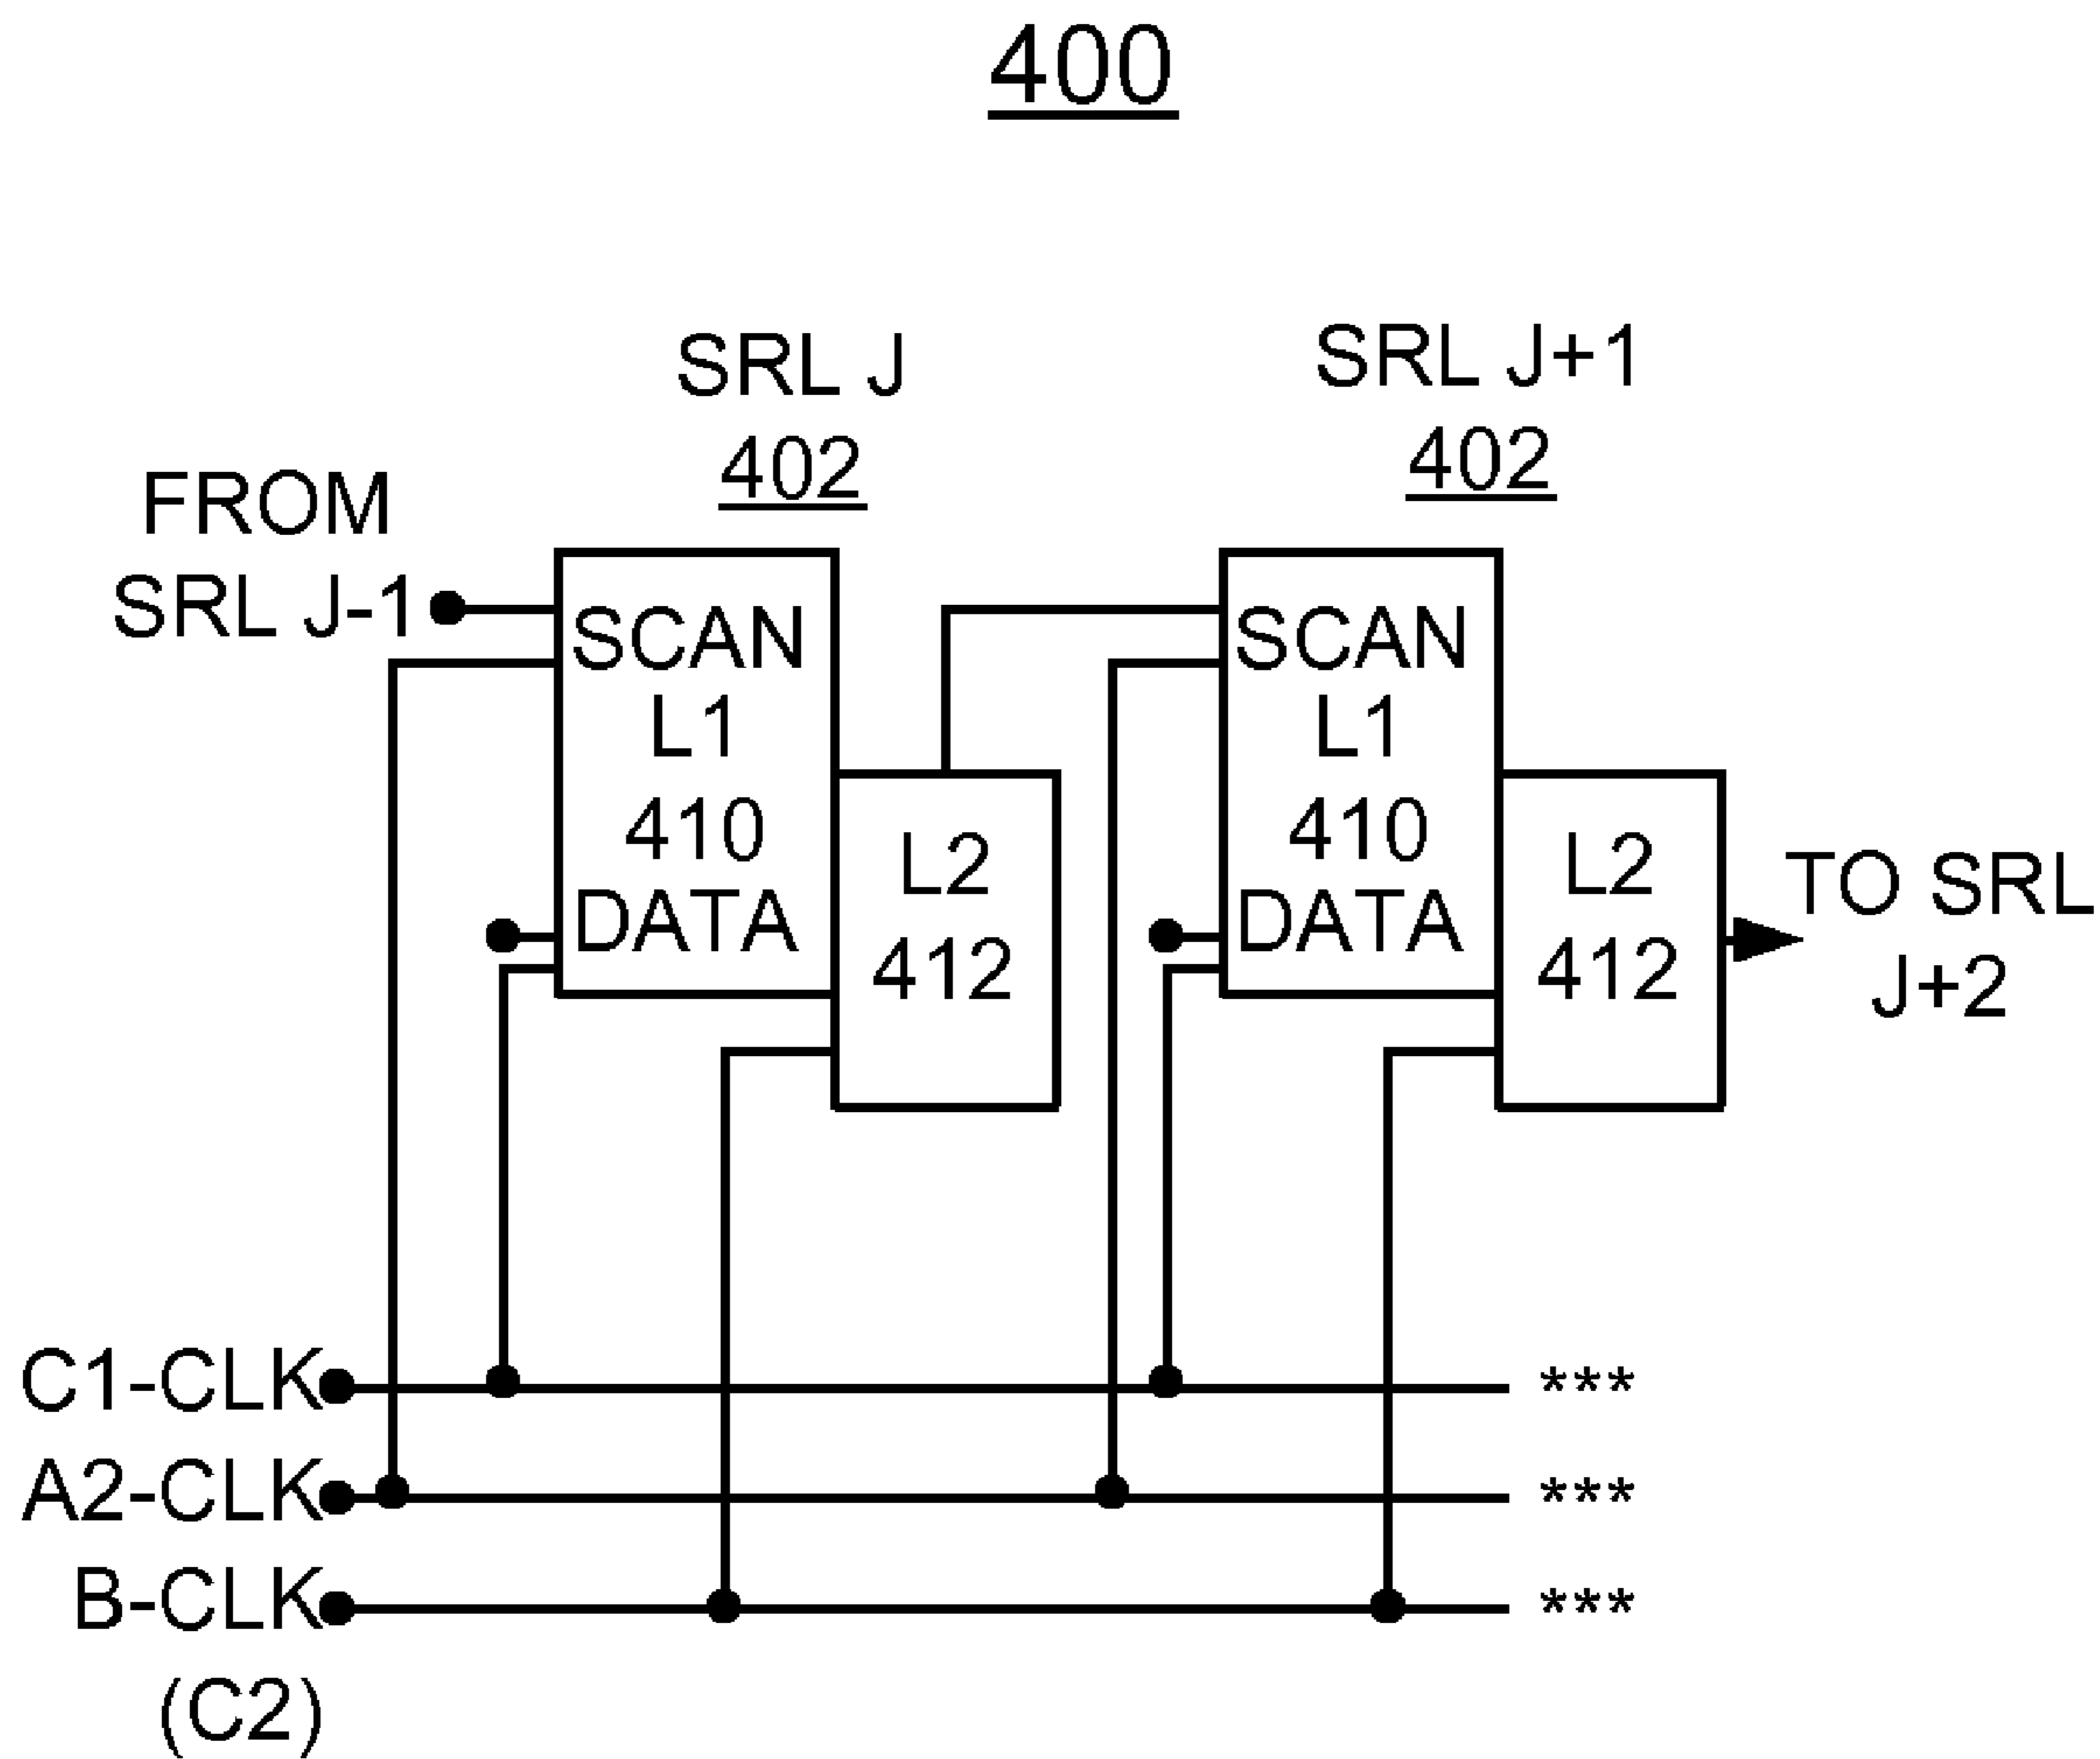 400
SRL J
402
SRL J+1
402
FROM
SRL J-1
SCAN
L1
410
DATA
L2
412
SCAN
L1
410
DATA
L2
412
TO SRL
J+2
C1-CLK ***
A2-CLK ***
B-CLK ***
(C2)